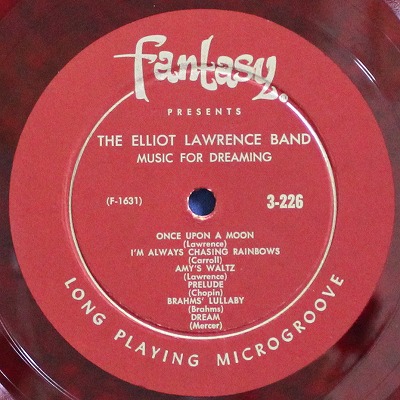 Fantasy
PRESENTS
THE ELLIOT LAWRENCE BAND
MUSIC FOR DREAMING
(F-1631) 3-226
ONCE UPON A MOON
(Lawrence)
I'M ALWAYS CHASING RAINBOWS
(Carroll)
AMY'S WALTZ
(Lawrence)
PRELUDE
(Chopin)
BRAHMS' LULLABY
(Brahms)
DREAM
(Mercer)
LONG PLAYING MICROGROOVE